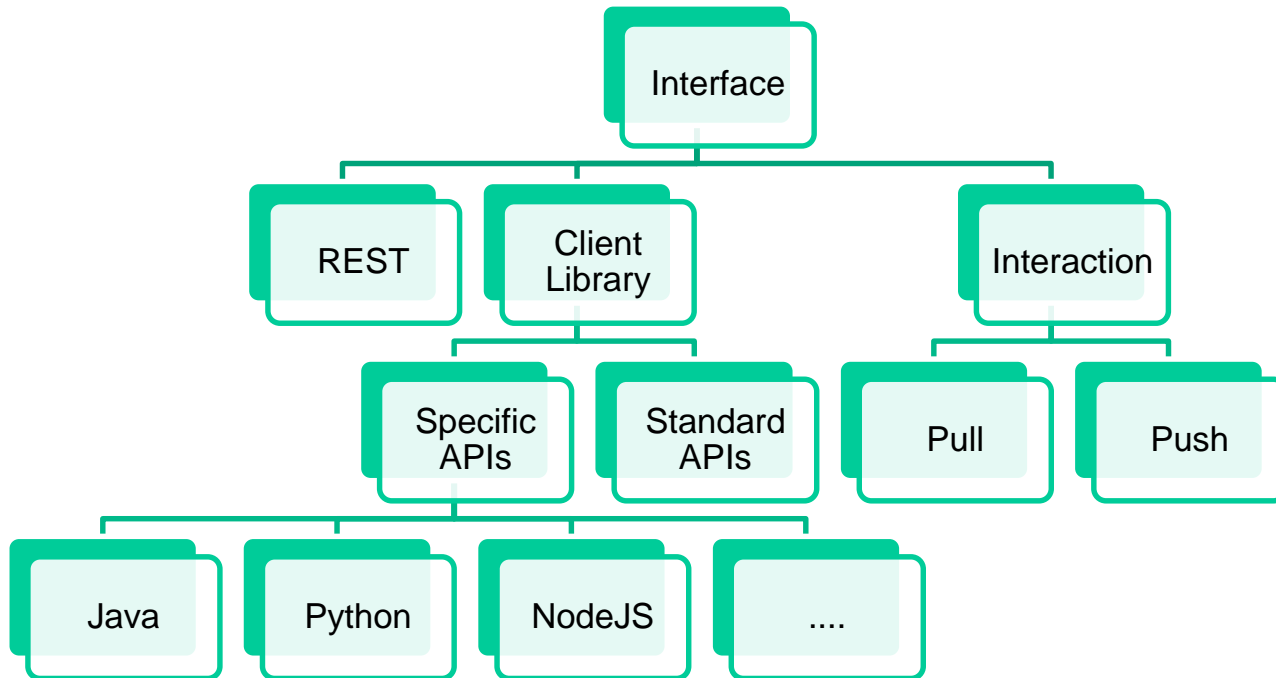 Interface
REST
Client
Library
Interaction
Specific
APIs
Standard
APIs
Pull
Push
Java
Python
NodeJS
....